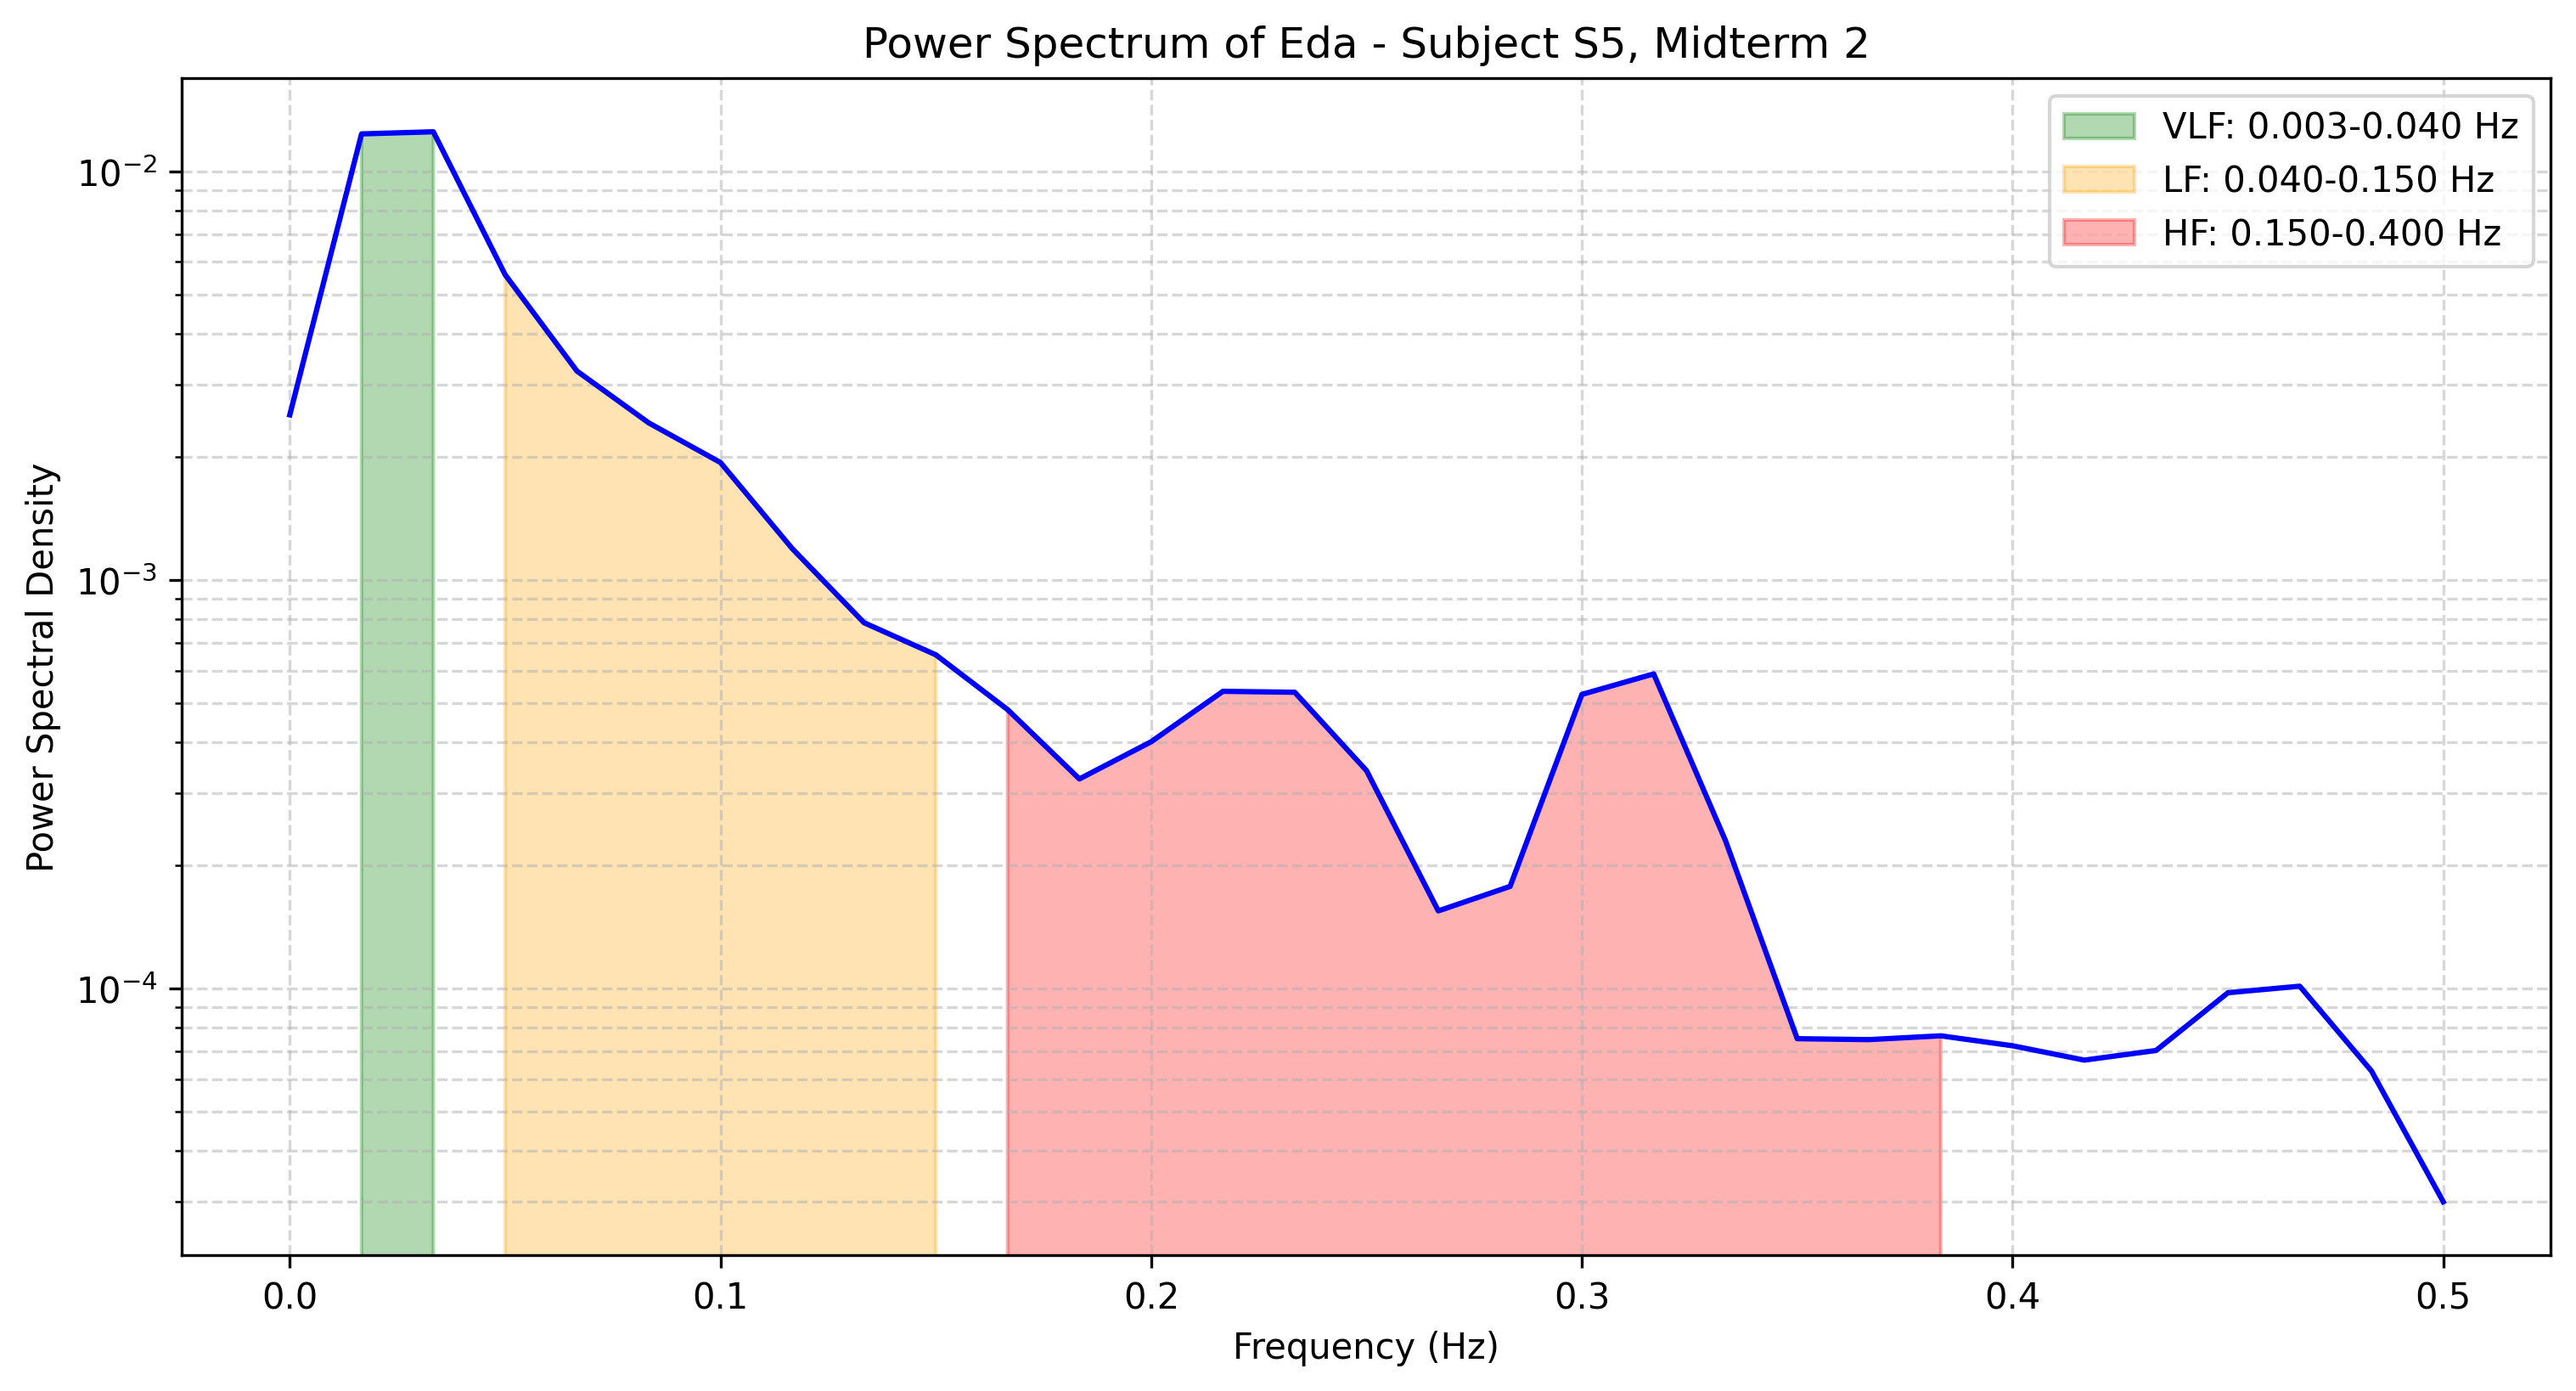 Power Spectrum of Eda - Subject S5, Midterm 2
VLF: 0.003-0.040 Hz
LF: 0.040-0.150 Hz
HF: 0.150-0.400 Hz
Power Spectral Density
10⁻²
10⁻³
10⁻⁴
0.0 0.1 0.2 0.3 0.4 0.5
Frequency (Hz)